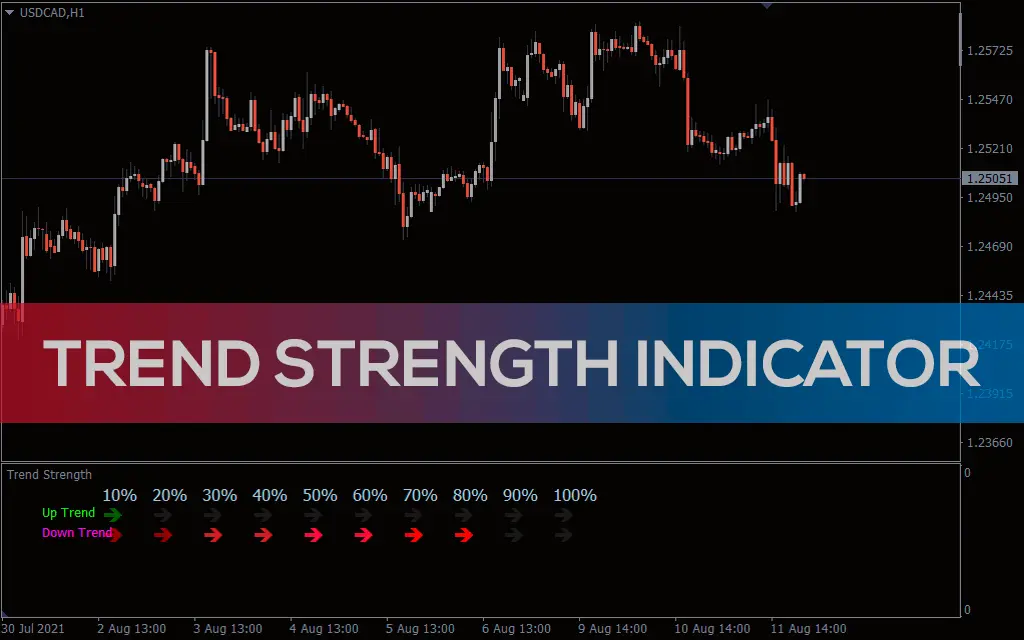 USDCAD,H1
1.25725
1.25470
1.25210
1.25051
1.24950
1.24690
1.24435
TREND STRENGTH INDICATOR
1.24175
1.23915
1.23660
Trend Strength
0
10% 20% 30% 40% 50% 60% 70% 80% 90% 100%
Up Trend
Down Trend
0
30 Jul 2021 2 Aug 13:00 3 Aug 13:00 4 Aug 13:00 5 Aug 13:00 6 Aug 13:00 9 Aug 14:00 10 Aug 14:00 11 Aug 14:00